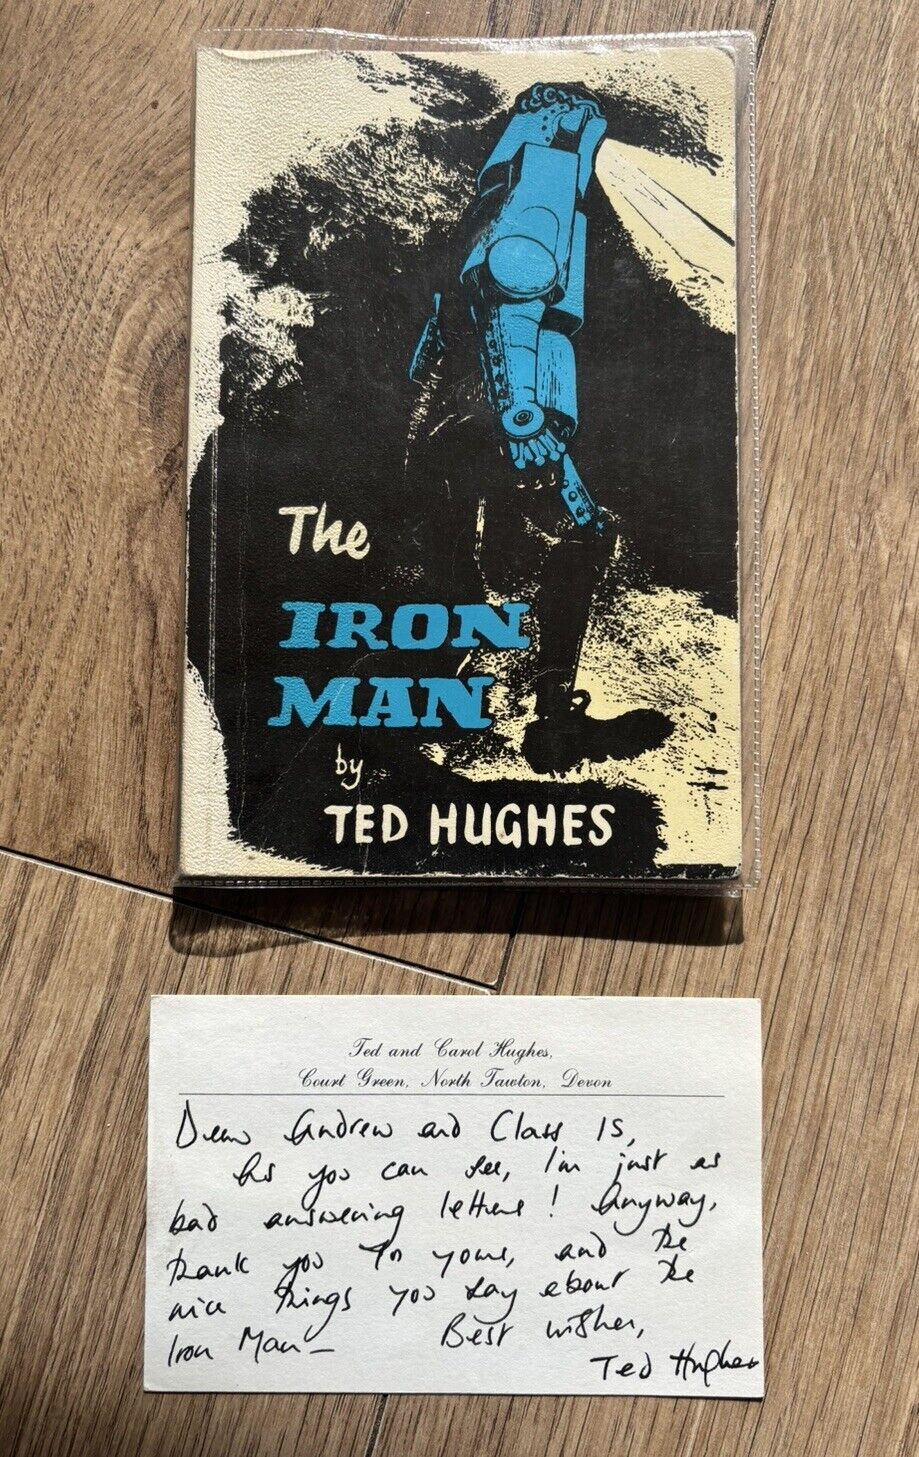 The
IRON
MAN
by
TED HUGHES
Ted and Carol Hughes,
Court Green, North Tawton, Devon
Dear Andrew and Class 1S,
As you can see, I'm just as
bad answering letters! Anyway,
thank you for yours, and the
nice things you say about the
Iron Man — Best wishes,
Ted Hughes